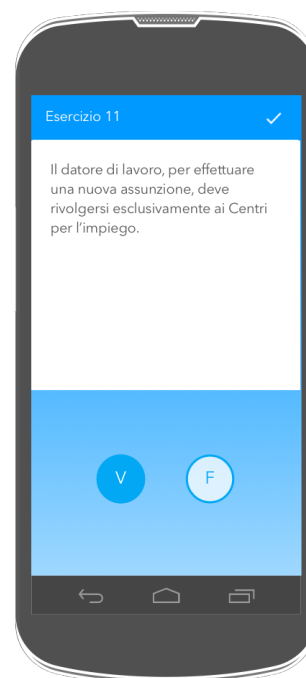 Esercizio 11
Il datore di lavoro, per effettuare
una nuova assunzione, deve
rivolgersi esclusivamente ai Centri
per l'impiego.
V F